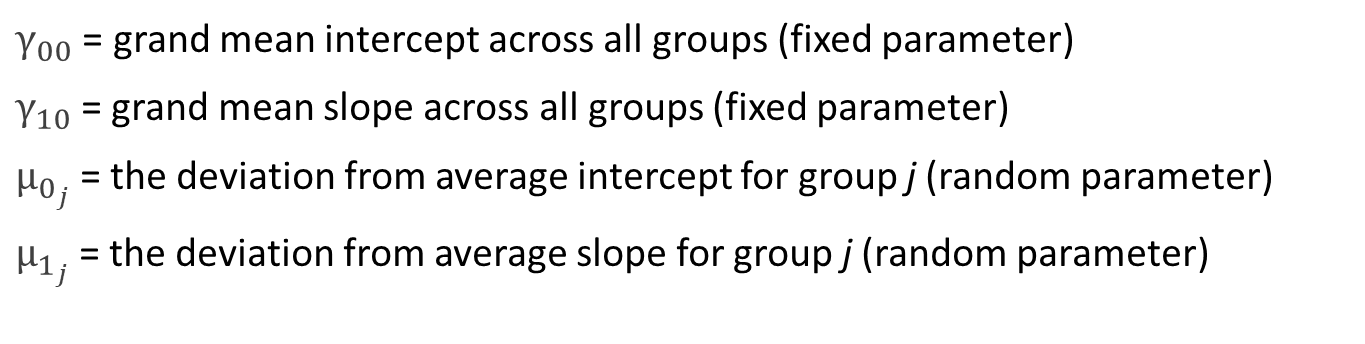 γ₀₀ = grand mean intercept across all groups (fixed parameter)
γ₁₀ = grand mean slope across all groups (fixed parameter)
μ₀ⱼ = the deviation from average intercept for group j (random parameter)
μ₁ⱼ = the deviation from average slope for group j (random parameter)